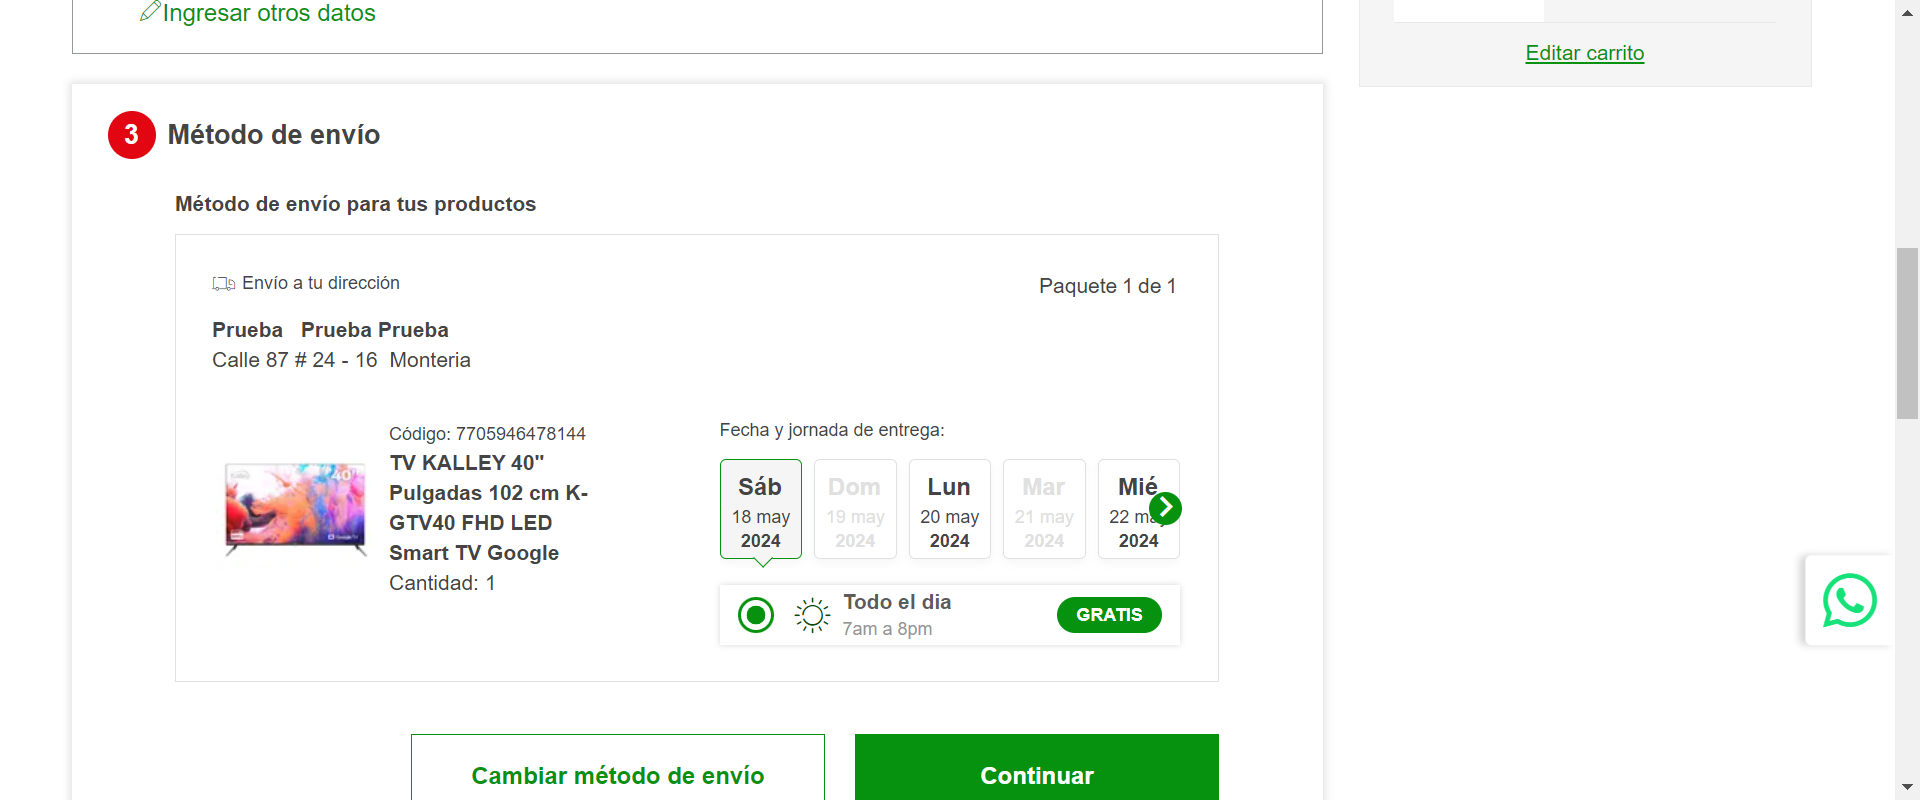 Ingresar otros datos
Editar carrito
3 Método de envío
Método de envío para tus productos
Envío a tu dirección
Paquete 1 de 1
Prueba Prueba Prueba
Calle 87 # 24 - 16 Monteria
Código: 7705946478144
TV KALLEY 40"
Pulgadas 102 cm K-
GTV40 FHD LED
Smart TV Google
Cantidad: 1
Fecha y jornada de entrega:
Sáb Dom Lun Mar Mié
18 may 19 may 20 may 21 may 22 may
2024 2024 2024 2024 2024
Todo el dia
7am a 8pm
GRATIS
Cambiar método de envío
Continuar